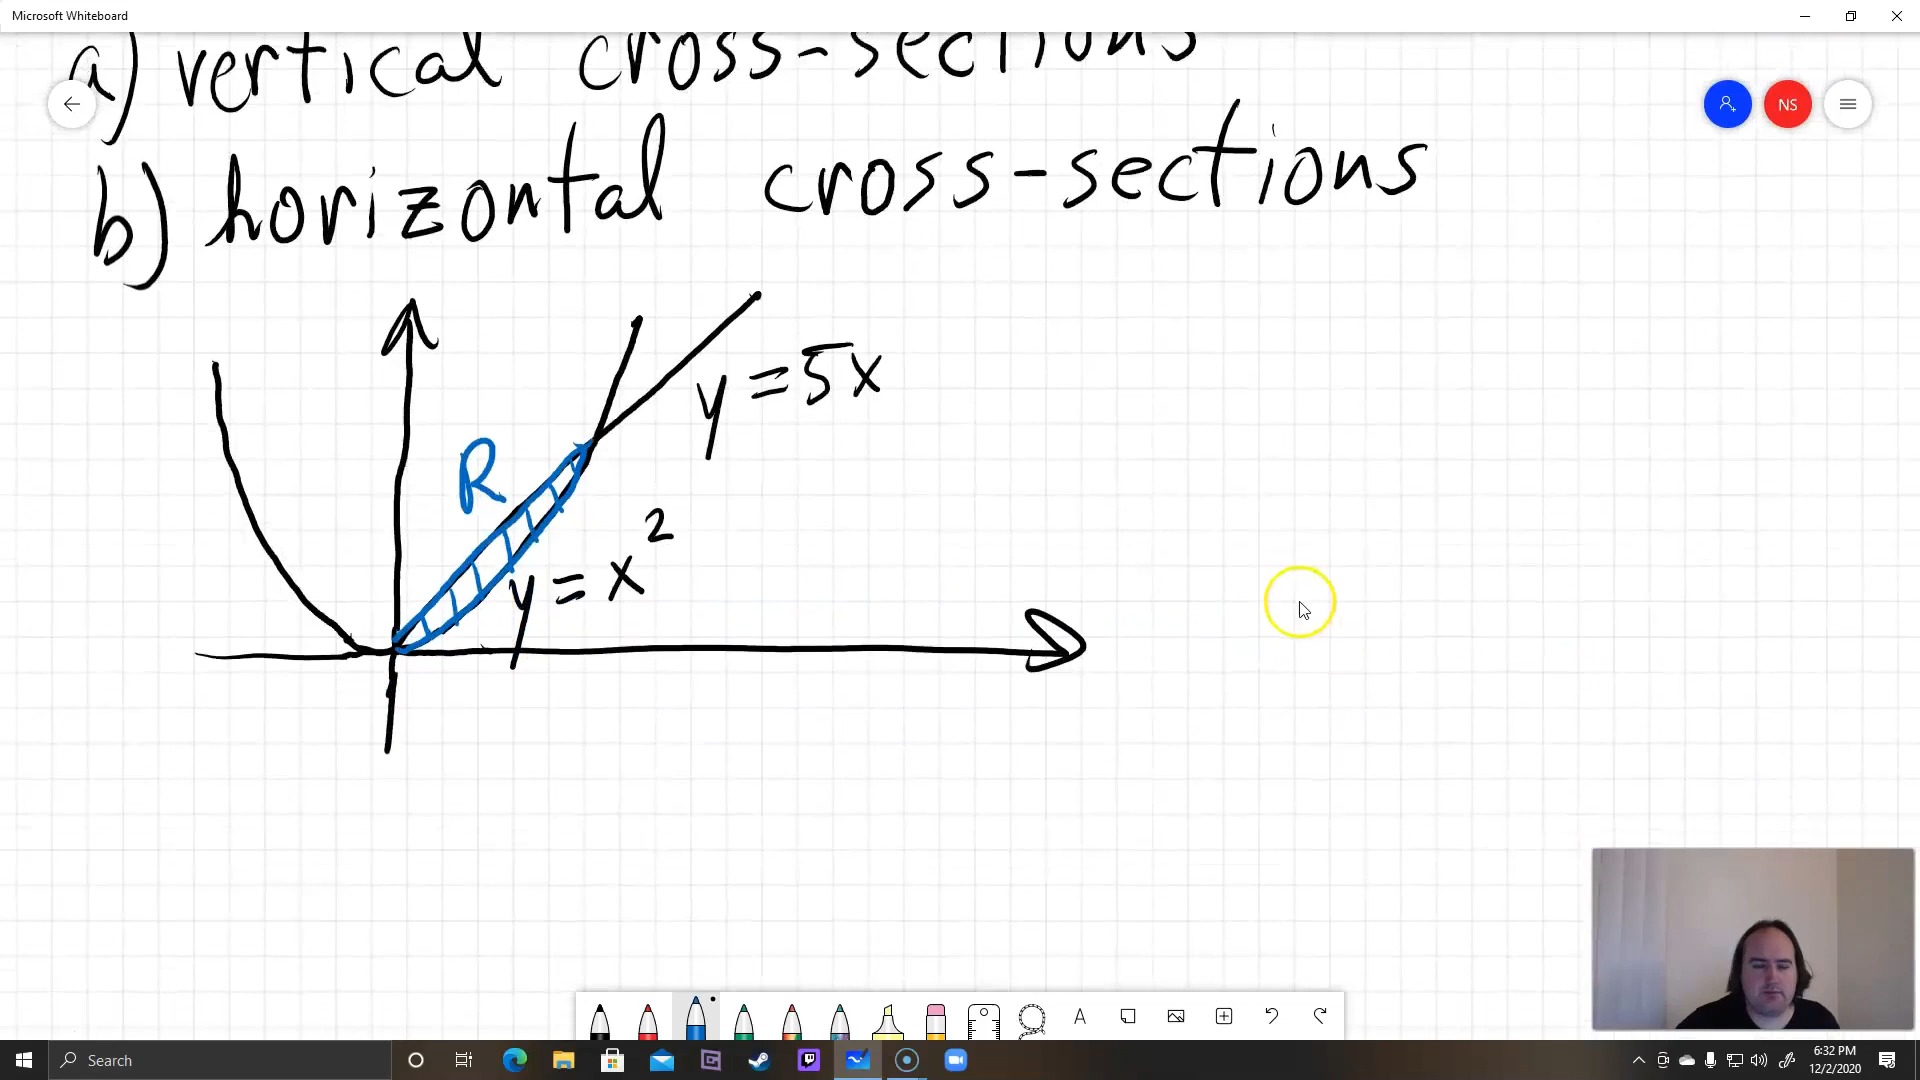 Microsoft Whiteboard
a) vertical cross-sections
NS
b) horizontal cross-sections
y = 5x
R
y = x²
A
Search
6:32 PM
12/2/2020